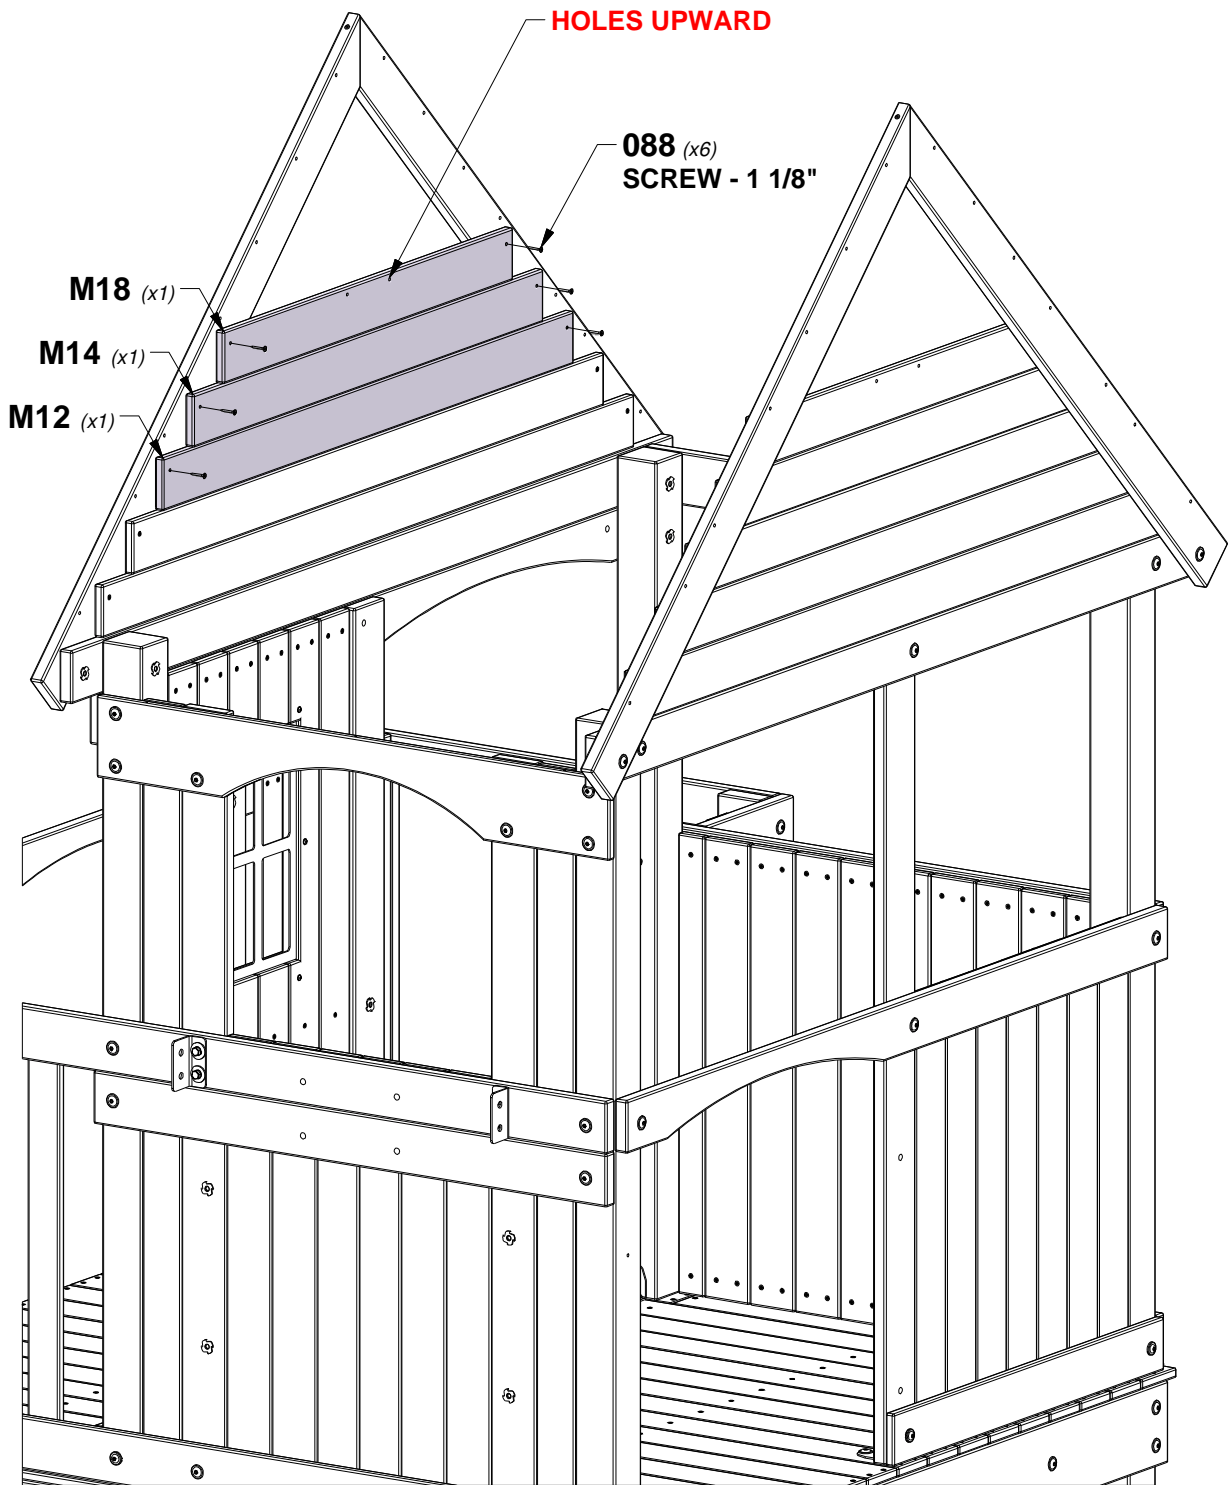 HOLES UPWARD
088 (x6)
SCREW - 1 1/8"
M18 (x1)
M14 (x1)
M12 (x1)